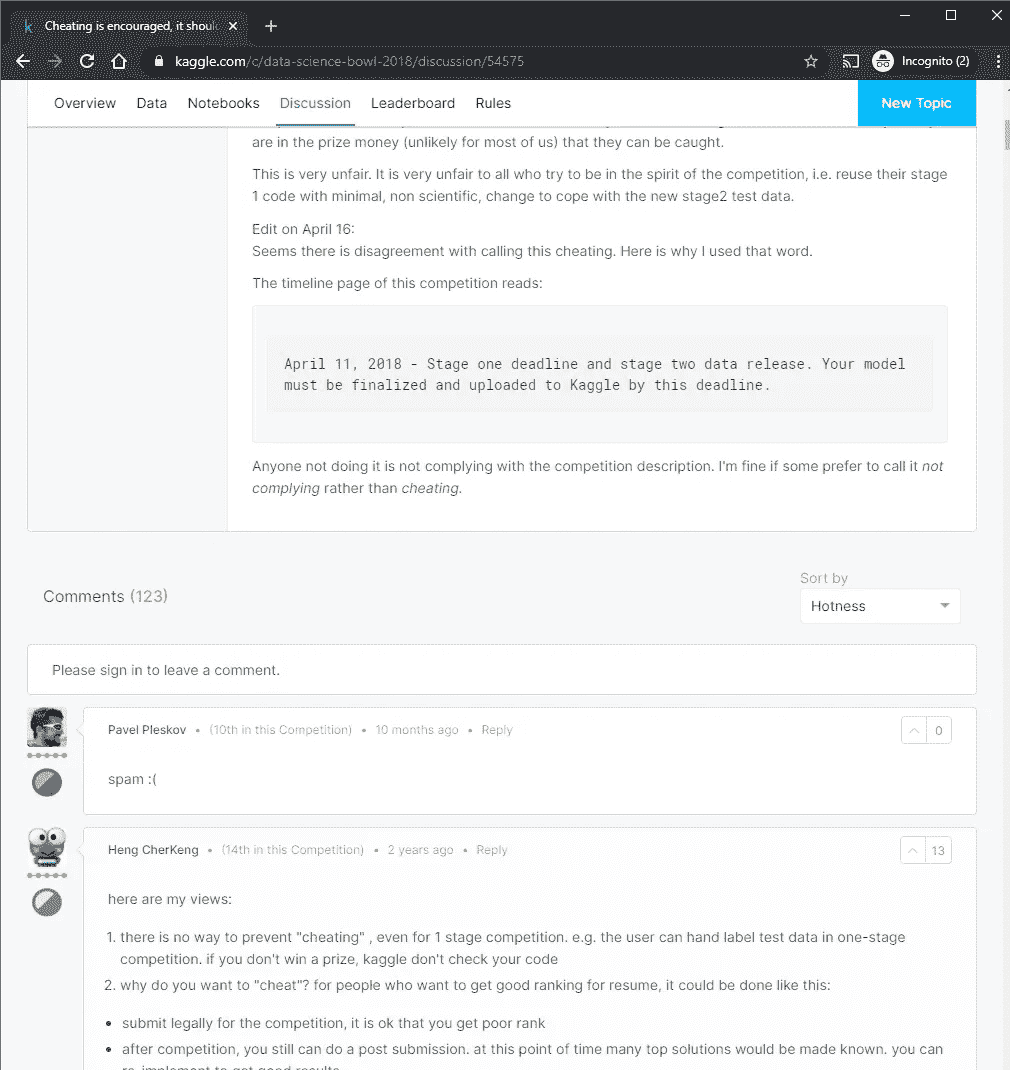 Cheating is encouraged, it shoul
kaggle.com/c/data-science-bowl-2018/discussion/54575
Incognito (2)
Overview Data Notebooks Discussion Leaderboard Rules New Topic
are in the prize money (unlikely for most of us) that they can be caught.
This is very unfair. It is very unfair to all who try to be in the spirit of the competition, i.e. reuse their stage
1 code with minimal, non scientific, change to cope with the new stage2 test data.
Edit on April 16:
Seems there is disagreement with calling this cheating. Here is why I used that word.
The timeline page of this competition reads:
April 11, 2018 - Stage one deadline and stage two data release. Your model
must be finalized and uploaded to Kaggle by this deadline.
Anyone not doing it is not complying with the competition description. I'm fine if some prefer to call it not
complying rather than cheating.
Sort by
Comments (123)
Hotness
Please sign in to leave a comment.
Pavel Pleskov • (10th in this Competition) • 10 months ago • Reply
0
spam :(
Heng CherKeng • (14th in this Competition) • 2 years ago • Reply
13
here are my views:
1. there is no way to prevent "cheating" , even for 1 stage competition. e.g. the user can hand label test data in one-stage
competition. if you don't win a prize, kaggle don't check your code
2. why do you want to "cheat"? for people who want to get good ranking for resume, it could be done like this:
• submit legally for the competition, it is ok that you get poor rank
• after competition, you still can do a post submission. at this point of time many top solutions would be made known. you can